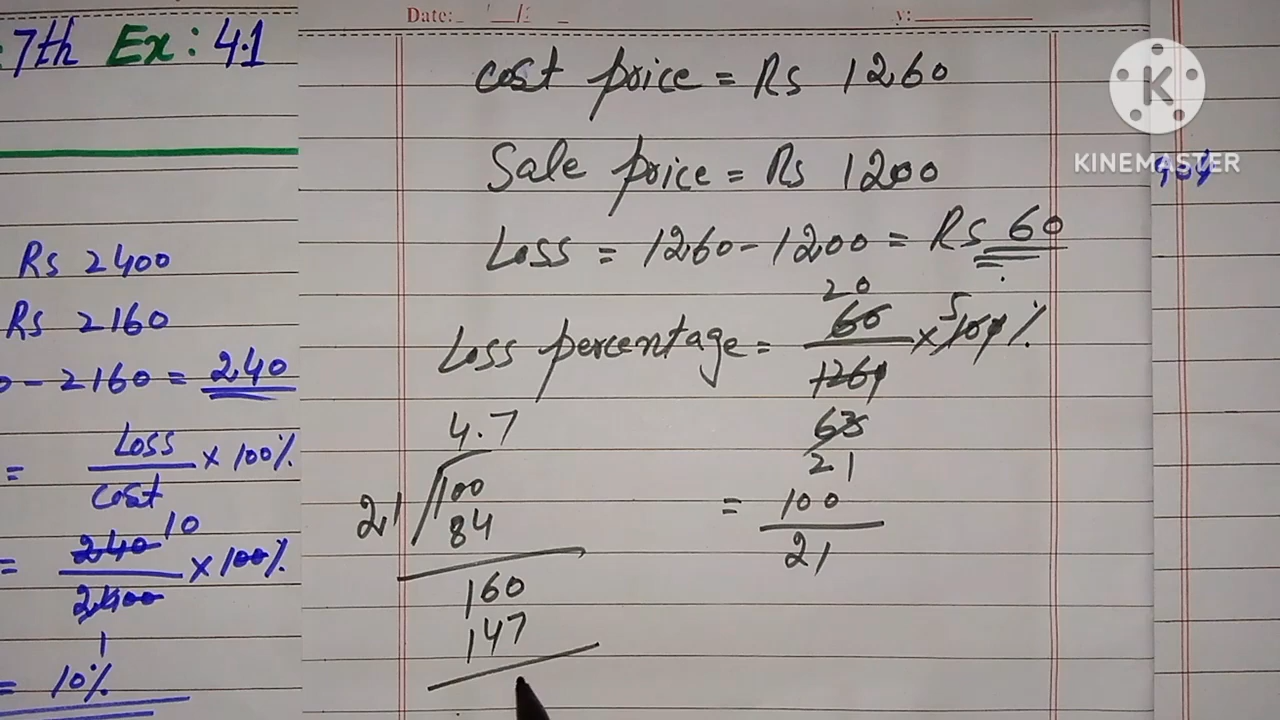 7th Ex: 4.1
Rs 2400
Rs 2160
- 2160 = 240
= Loss/cost × 100%
= 240/2400 × 100%
10
1
= 10%
Date:
y:
K
KINEMASTER
cost price = Rs 1260
Sale price = Rs 1200
Loss = 1260 - 1200 = Rs 60
20
Loss percentage = 60/1260 × 5 100%
63
21
= 100/21
4.7
21 100
84
160
147